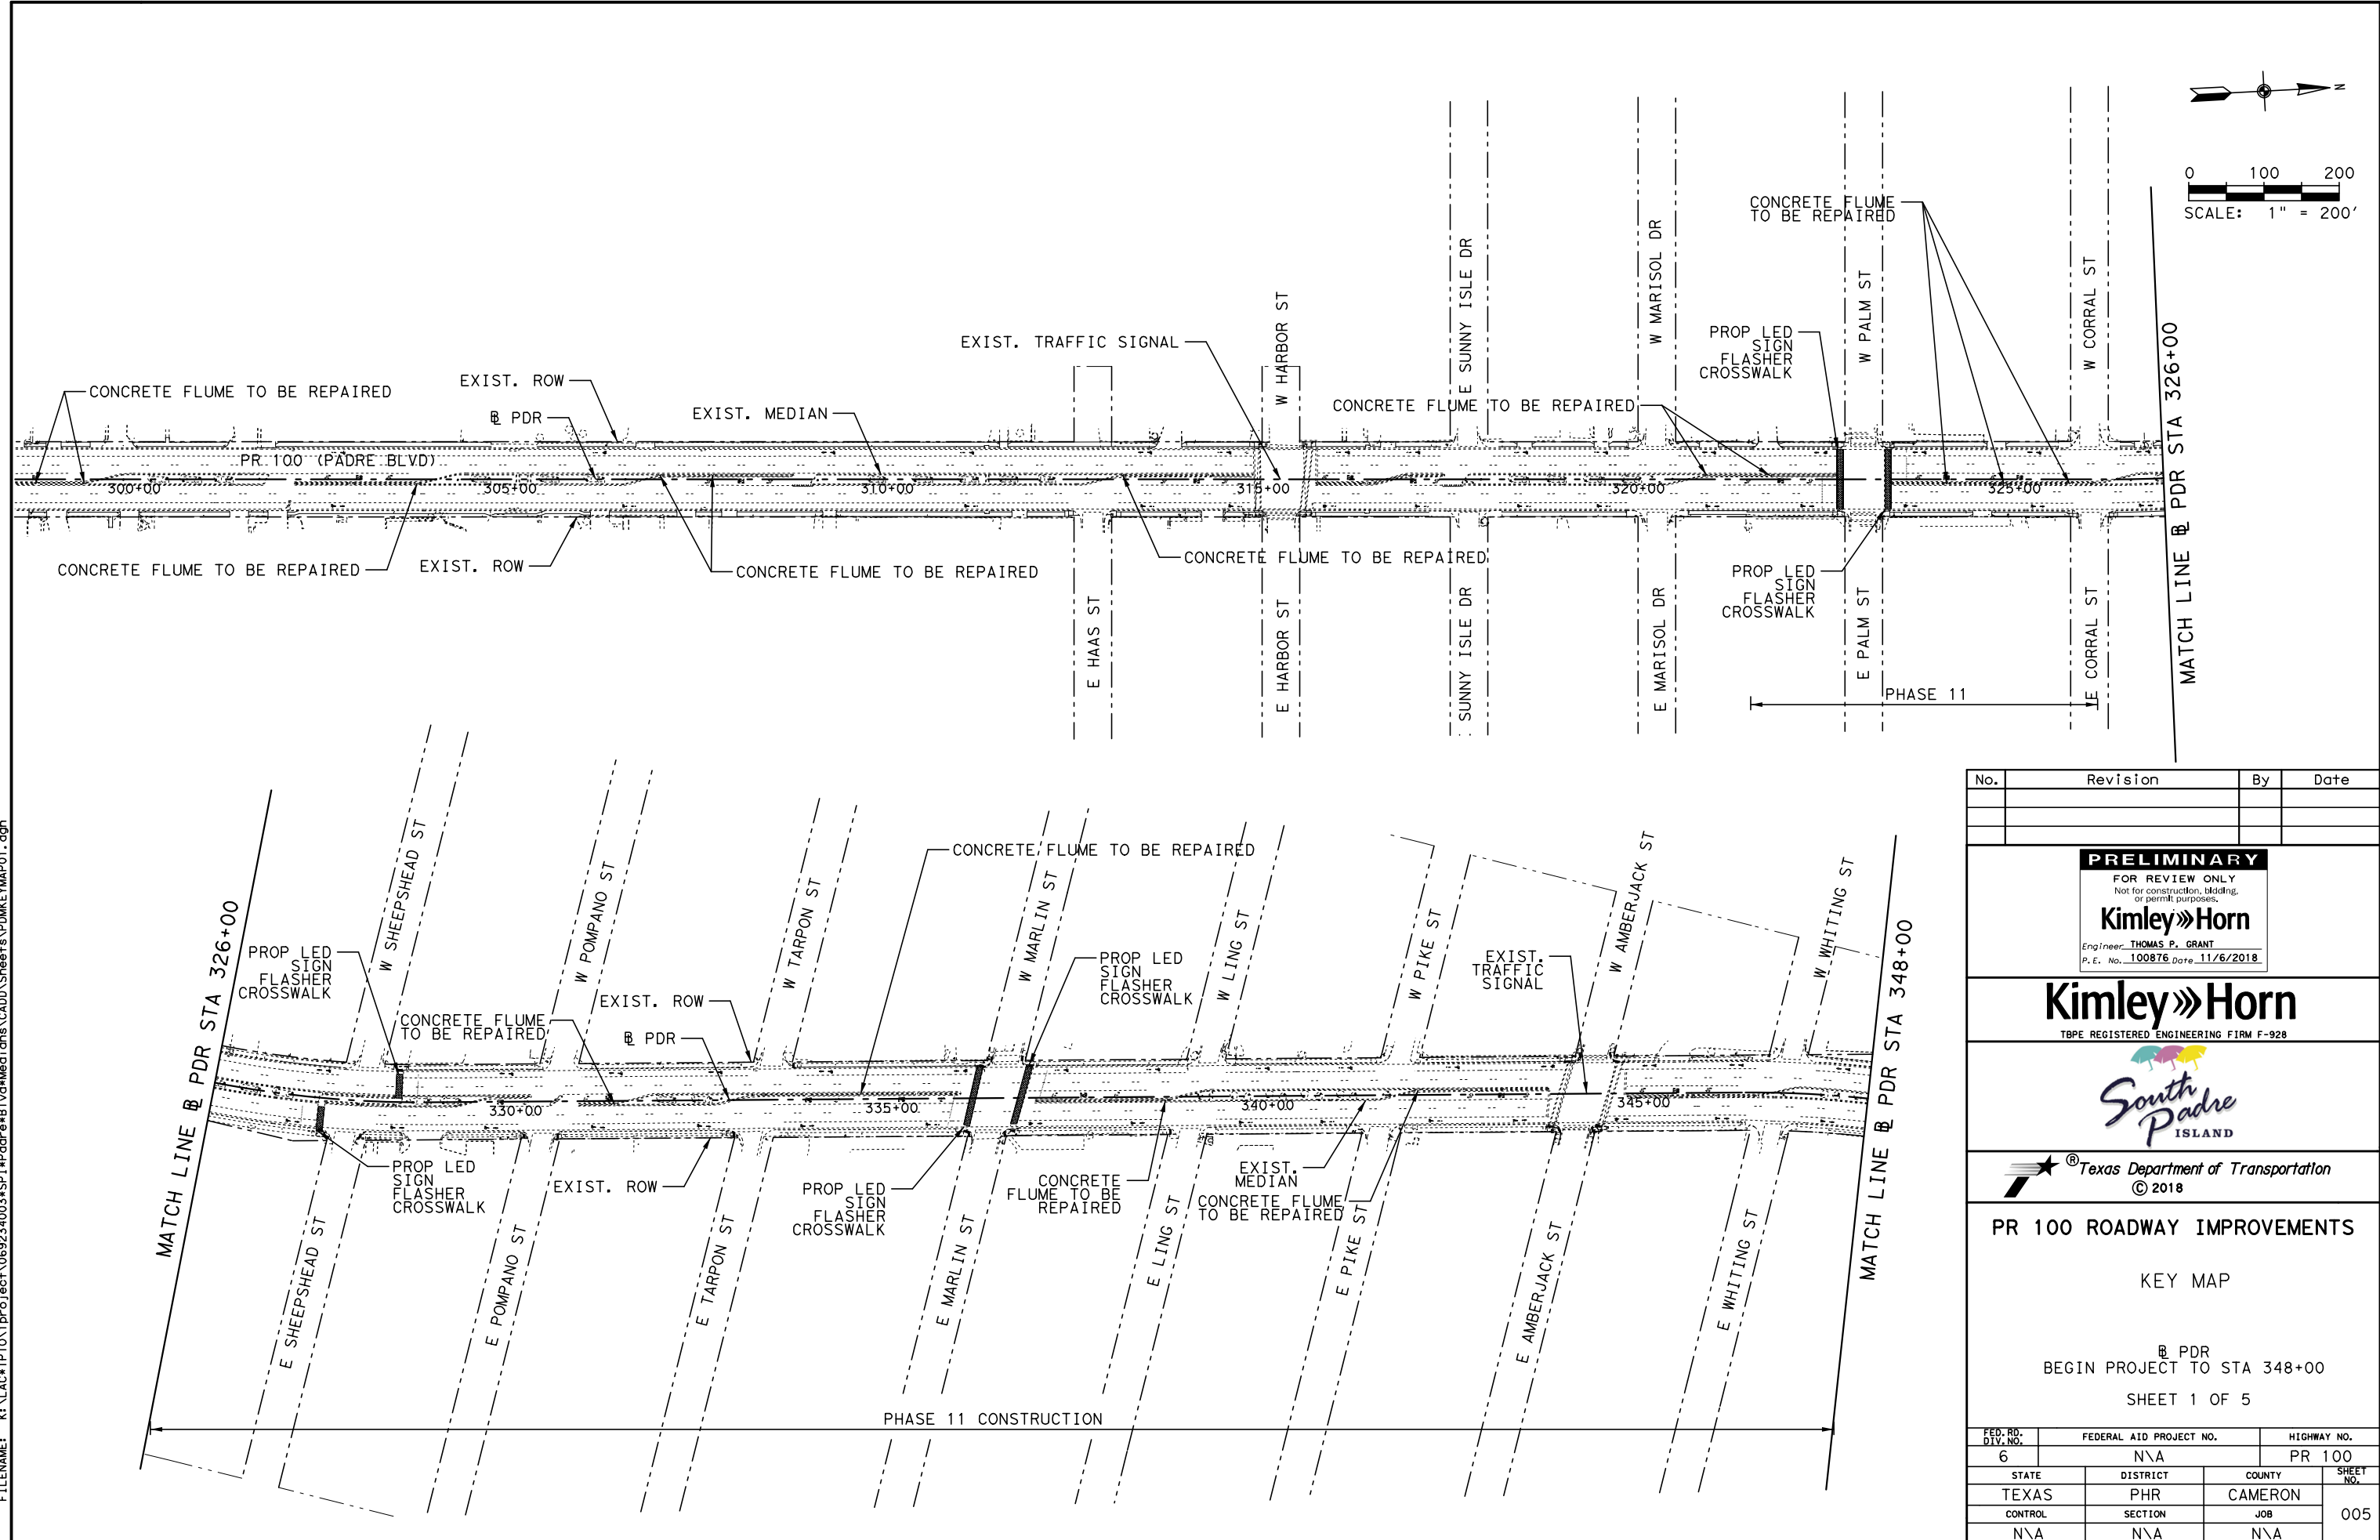 N
0 100 200
SCALE: 1" = 200'
CONCRETE FLUME
TO BE REPAIRED
W HARBOR ST
E SUNNY ISLE DR
W MARISOL DR
W PALM ST
W CORRAL ST
PROP LED
SIGN
FLASHER
CROSSWALK
EXIST. TRAFFIC SIGNAL
CONCRETE FLUME TO BE REPAIRED
EXIST. ROW
℄ PDR
EXIST. MEDIAN
CONCRETE FLUME TO BE REPAIRED
PR 100 (PADRE BLVD)
300+00
305+00
310+00
315+00
320+00
325+00
CONCRETE FLUME TO BE REPAIRED
EXIST. ROW
CONCRETE FLUME TO BE REPAIRED
CONCRETE FLUME TO BE REPAIRED
PROP LED
SIGN
FLASHER
CROSSWALK
E HAAS ST
E HARBOR ST
SUNNY ISLE DR
E MARISOL DR
E PALM ST
E CORRAL ST
PHASE 11
MATCH LINE ℄ PDR STA 326+00
MATCH LINE ℄ PDR STA 326+00
W SHEEPSHEAD ST
W POMPANO ST
W TARPON ST
W MARLIN ST
W LING ST
W PIKE ST
W AMBERJACK ST
W WHITING ST
CONCRETE FLUME TO BE REPAIRED
PROP LED
SIGN
FLASHER
CROSSWALK
CONCRETE FLUME
TO BE REPAIRED
EXIST. ROW
℄ PDR
PROP LED
SIGN
FLASHER
CROSSWALK
EXIST.
TRAFFIC
SIGNAL
330+00
335+00
340+00
345+00
PROP LED
SIGN
FLASHER
CROSSWALK
EXIST. ROW
PROP LED
SIGN
FLASHER
CROSSWALK
CONCRETE
FLUME TO BE
REPAIRED
EXIST.
MEDIAN
CONCRETE FLUME
TO BE REPAIRED
E SHEEPSHEAD ST
E POMPANO ST
E TARPON ST
E MARLIN ST
E LING ST
E PIKE ST
E AMBERJACK ST
E WHITING ST
MATCH LINE ℄ PDR STA 348+00
PHASE 11 CONSTRUCTION
No. Revision By Date
PRELIMINARY
FOR REVIEW ONLY
Not for construction, bidding,
or permit purposes.
Kimley»Horn
Engineer THOMAS P. GRANT
P.E. No. 100876 Date 11/6/2018
Kimley»Horn
TBPE REGISTERED ENGINEERING FIRM F-928
South
Padre
ISLAND
®Texas Department of Transportation
© 2018
PR 100 ROADWAY IMPROVEMENTS
KEY MAP
℄ PDR
BEGIN PROJECT TO STA 348+00
SHEET 1 OF 5
FED.RD. DIV.NO. FEDERAL AID PROJECT NO. HIGHWAY NO.
6 N\A PR 100
STATE DISTRICT COUNTY SHEET NO.
TEXAS PHR CAMERON 005
CONTROL SECTION JOB
N\A N\A N\A